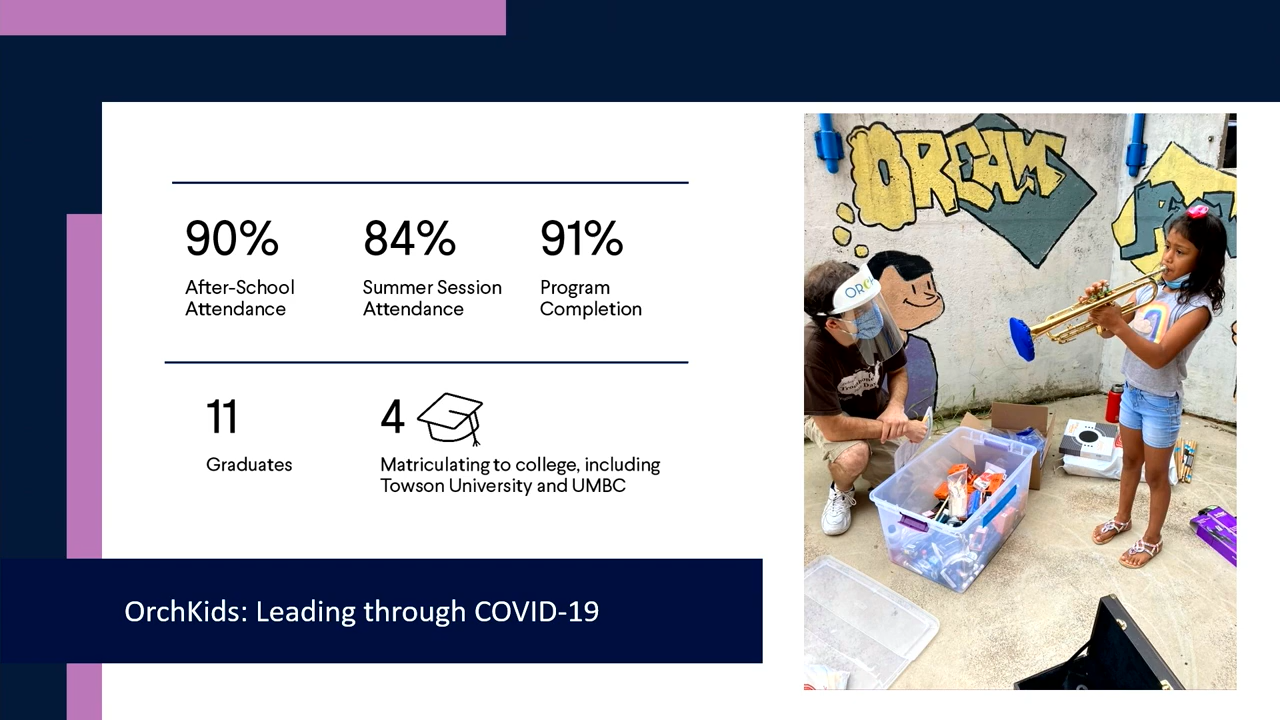 90%
After-School
Attendance
84%
Summer Session
Attendance
91%
Program
Completion
11
Graduates
4
Matriculating to college, including
Towson University and UMBC
OrchKids: Leading through COVID-19
DREAM